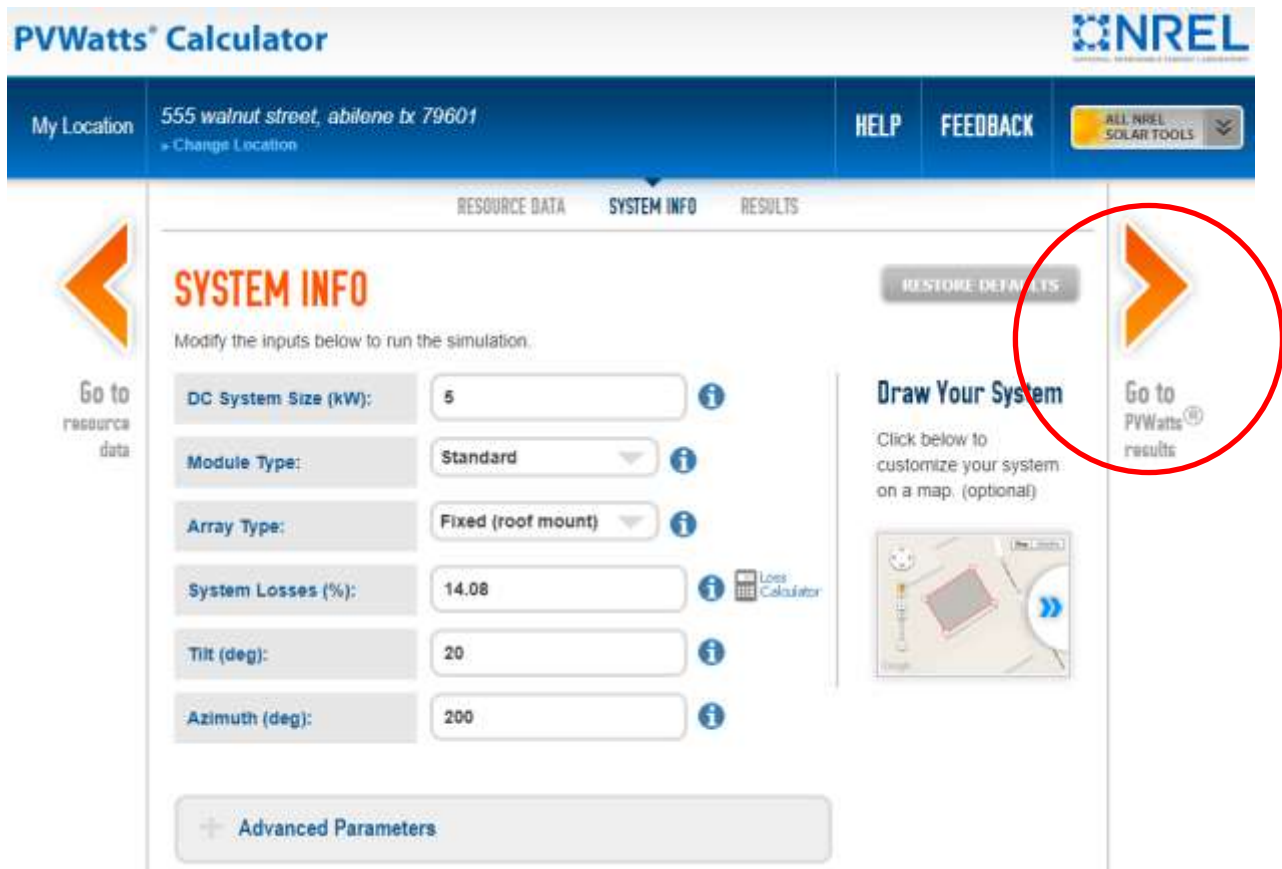 PVWatts® Calculator
NREL
My Location
555 walnut street, abilene tx 79601
» Change Location
HELP
FEEDBACK
ALL NREL
SOLAR TOOLS
RESOURCE DATA
SYSTEM INFO
RESULTS
SYSTEM INFO
RESTORE DEFAULTS
Modify the inputs below to run the simulation.
Go to
resource
data
DC System Size (kW):
5
Module Type:
Standard
Array Type:
Fixed (roof mount)
System Losses (%):
14.08
Loss
Calculator
Tilt (deg):
20
Azimuth (deg):
200
Advanced Parameters
Draw Your System
Click below to
customize your system
on a map. (optional)
Google
Go to
PVWatts®
results